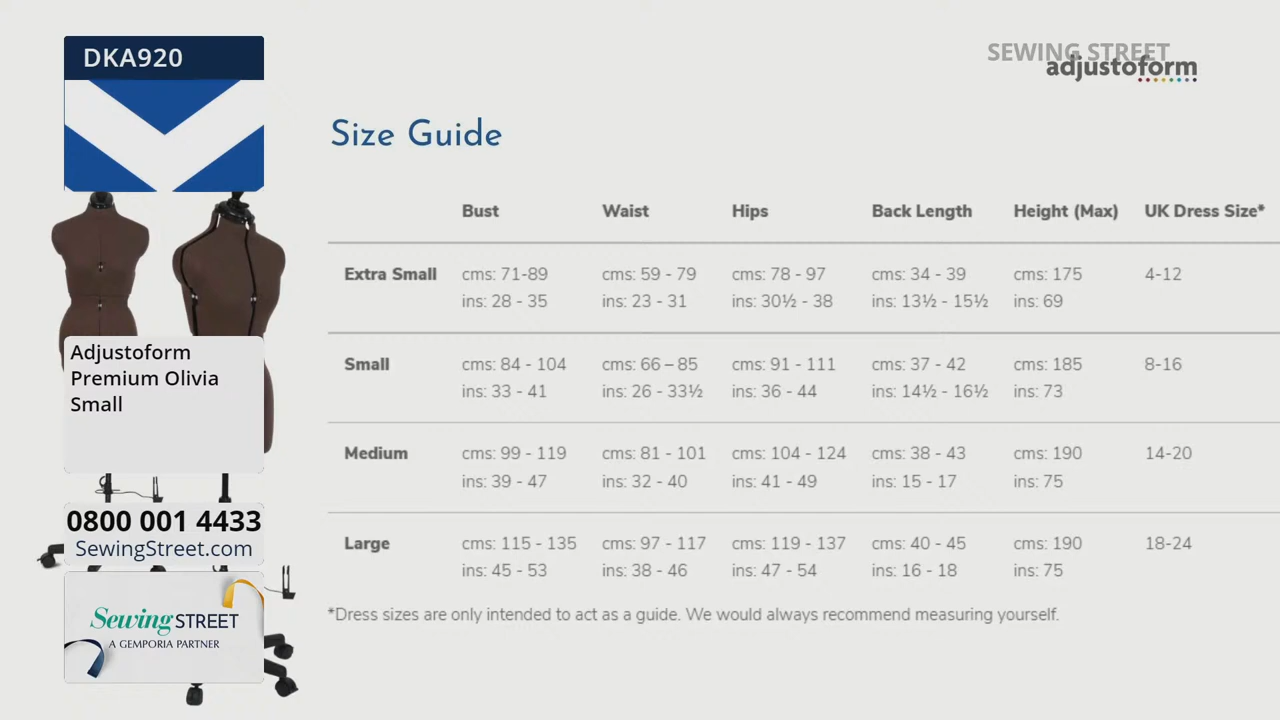 DKA920
SEWING STREET
adjustoform
Size Guide
Bust Waist Hips Back Length Height (Max) UK Dress Size*
Extra Small cms: 71-89 cms: 59 - 79 cms: 78 - 97 cms: 34 - 39 cms: 175 4-12
ins: 28 - 35 ins: 23 - 31 ins: 30½ - 38 ins: 13½ - 15½ ins: 69
Small cms: 84 - 104 cms: 66 – 85 cms: 91 - 111 cms: 37 - 42 cms: 185 8-16
ins: 33 - 41 ins: 26 - 33½ ins: 36 - 44 ins: 14½ - 16½ ins: 73
Medium cms: 99 - 119 cms: 81 - 101 cms: 104 - 124 cms: 38 - 43 cms: 190 14-20
ins: 39 - 47 ins: 32 - 40 ins: 41 - 49 ins: 15 - 17 ins: 75
Large cms: 115 - 135 cms: 97 - 117 cms: 119 - 137 cms: 40 - 45 cms: 190 18-24
ins: 45 - 53 ins: 38 - 46 ins: 47 - 54 ins: 16 - 18 ins: 75
*Dress sizes are only intended to act as a guide. We would always recommend measuring yourself.
Adjustoform
Premium Olivia
Small
0800 001 4433
SewingStreet.com
Sewing STREET
A GEMPORIA PARTNER